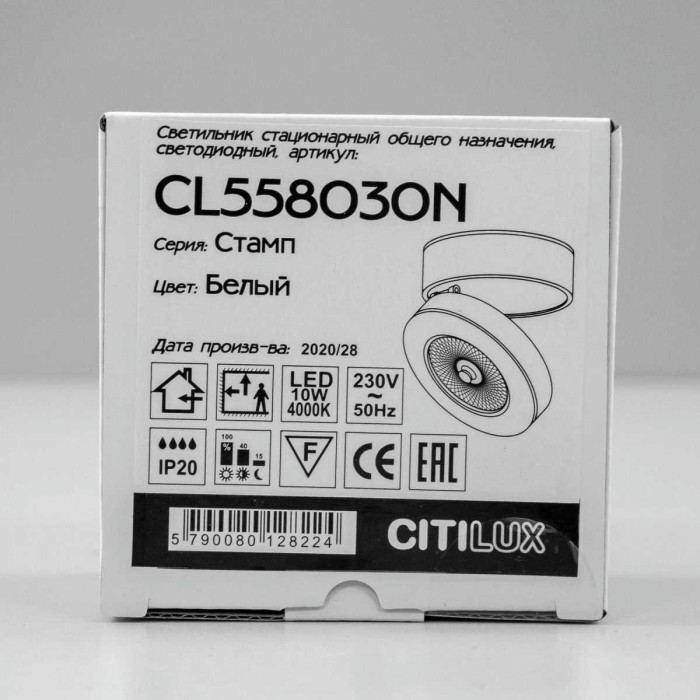 Светильник стационарный общего назначения,
светодиодный, артикул:
CL558030N
Серия: Стамп
Цвет: Белый
Дата произв-ва: 2020/28
LED
10W
4000K
230V
~
50Hz
IP20
100
%
40
15
F
CE
EAC
5 790080 128224
CITILUX